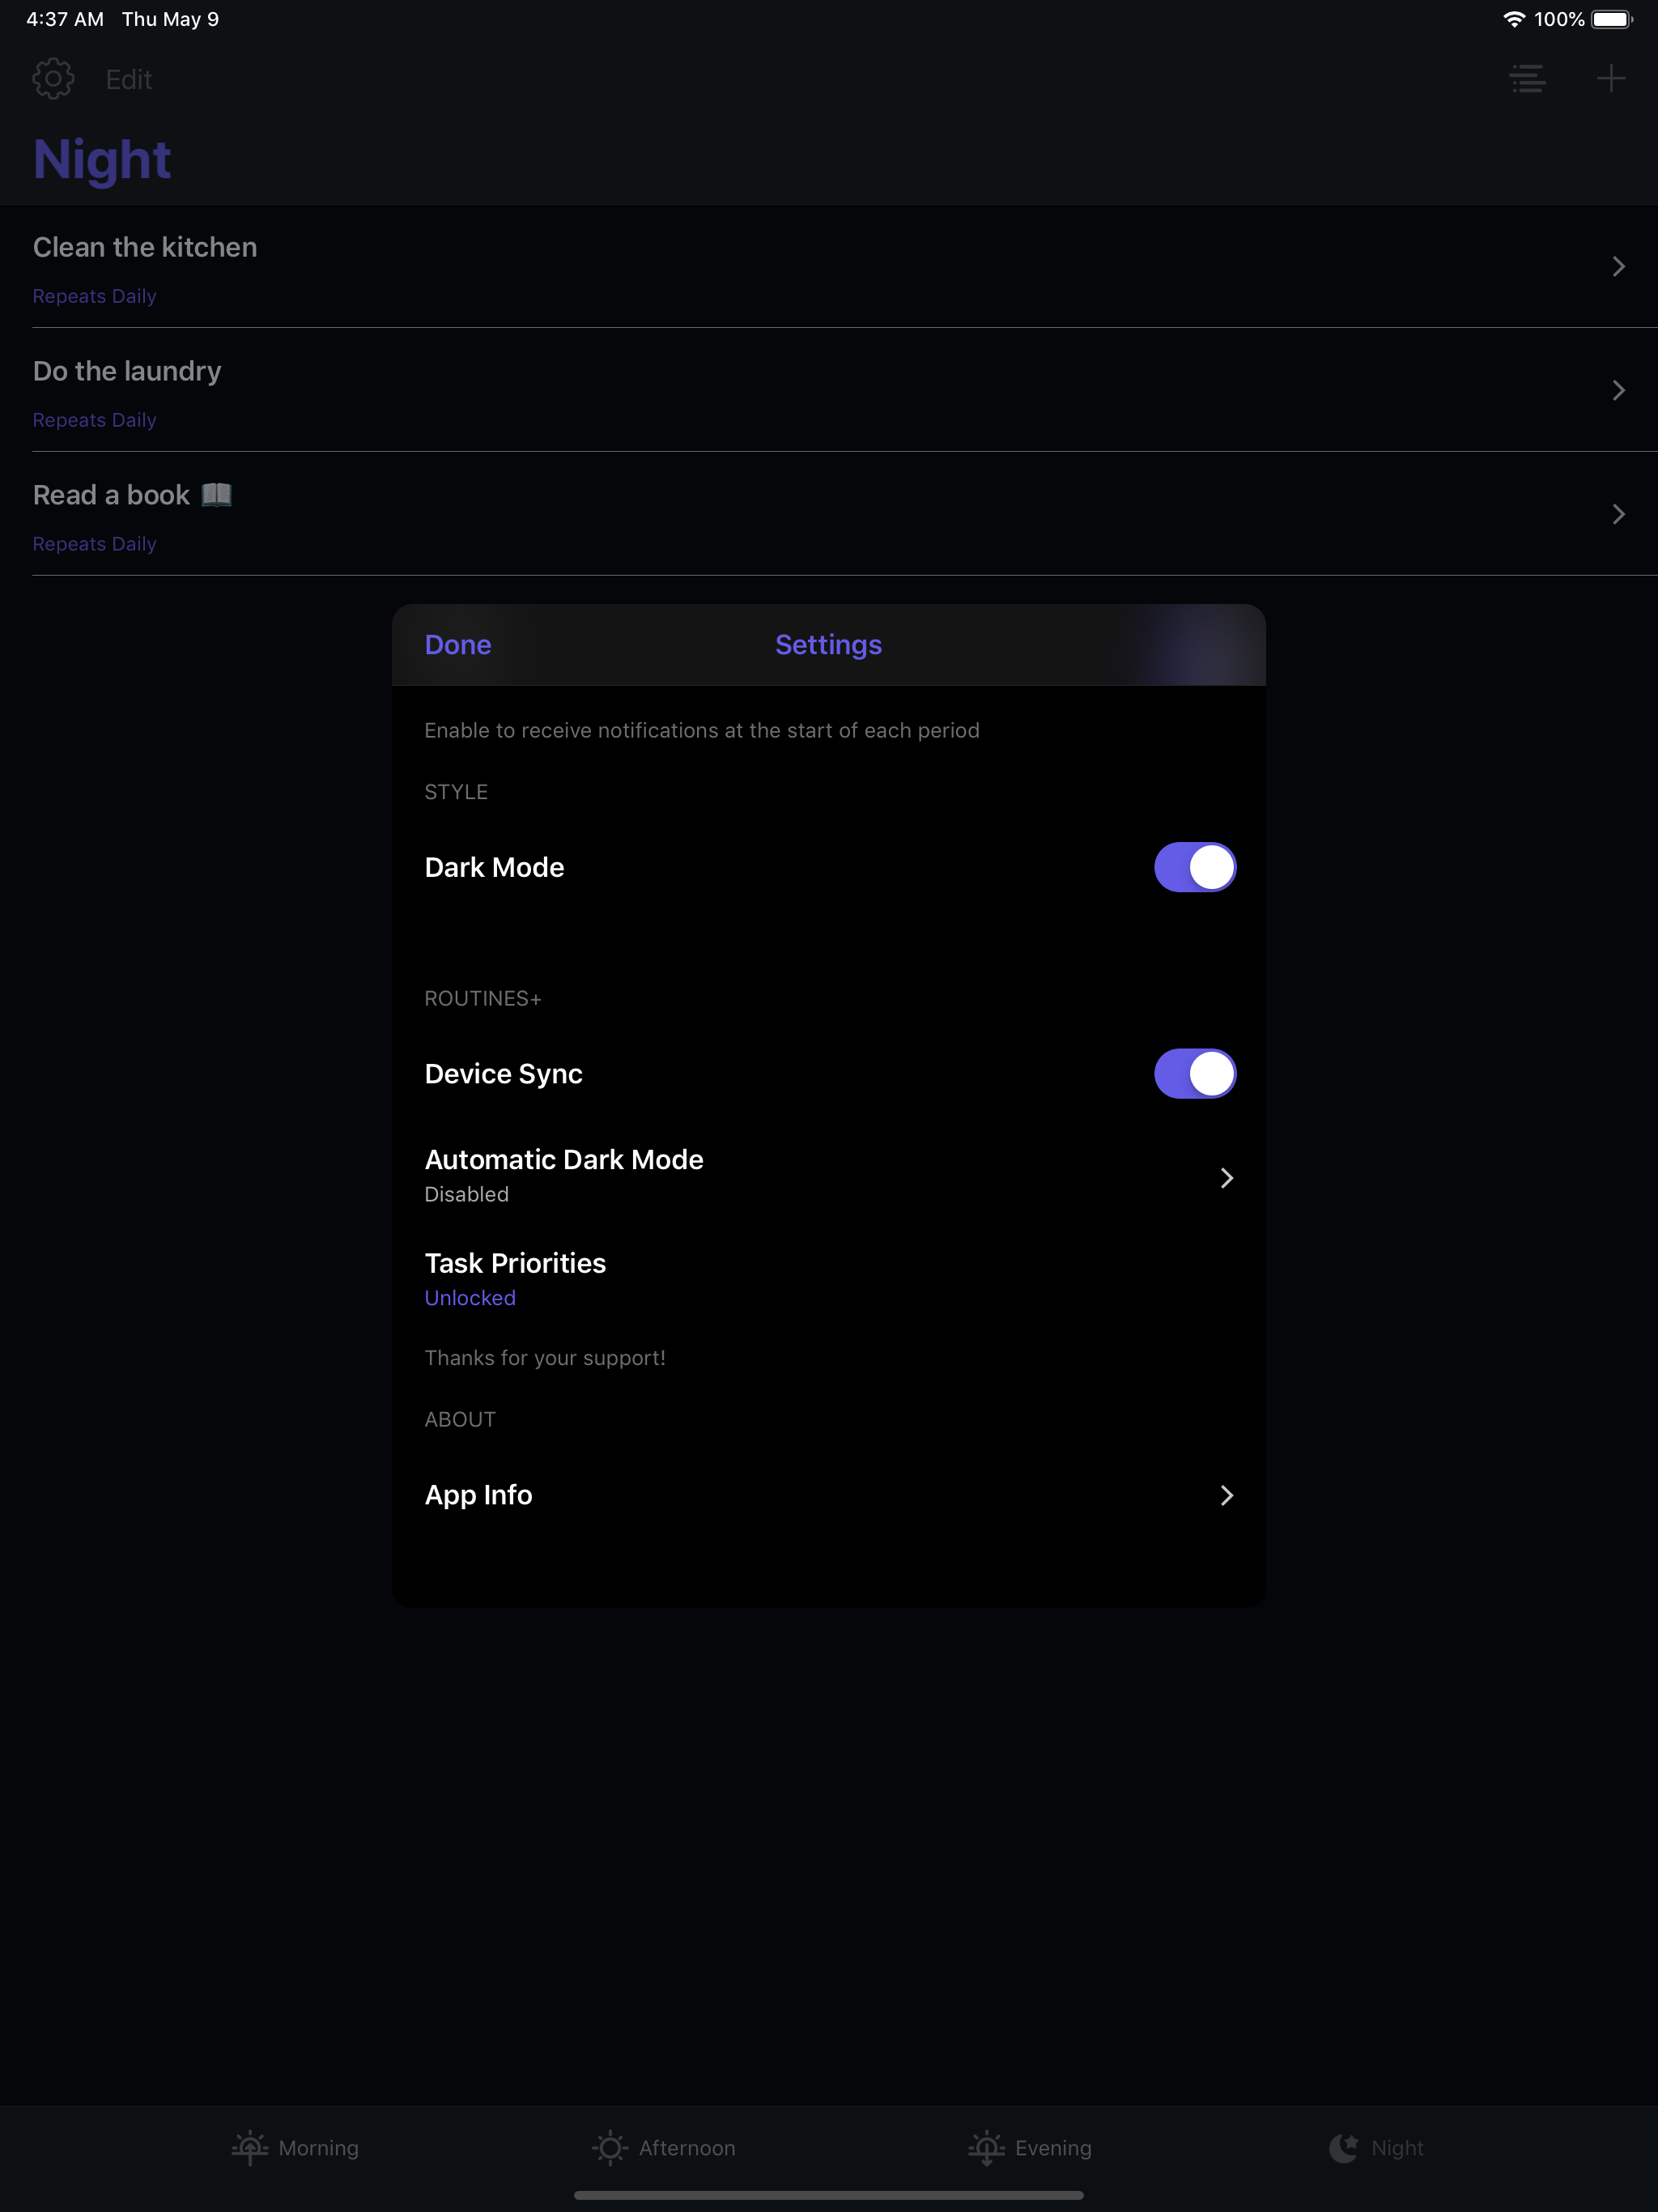 4:37 AM Thu May 9 100%
Edit
Night
Clean the kitchen
Repeats Daily
Do the laundry
Repeats Daily
Read a book 📖
Repeats Daily
Done Settings
Enable to receive notifications at the start of each period
STYLE
Dark Mode
ROUTINES+
Device Sync
Automatic Dark Mode
Disabled
Task Priorities
Unlocked
Thanks for your support!
ABOUT
App Info
Morning Afternoon Evening Night